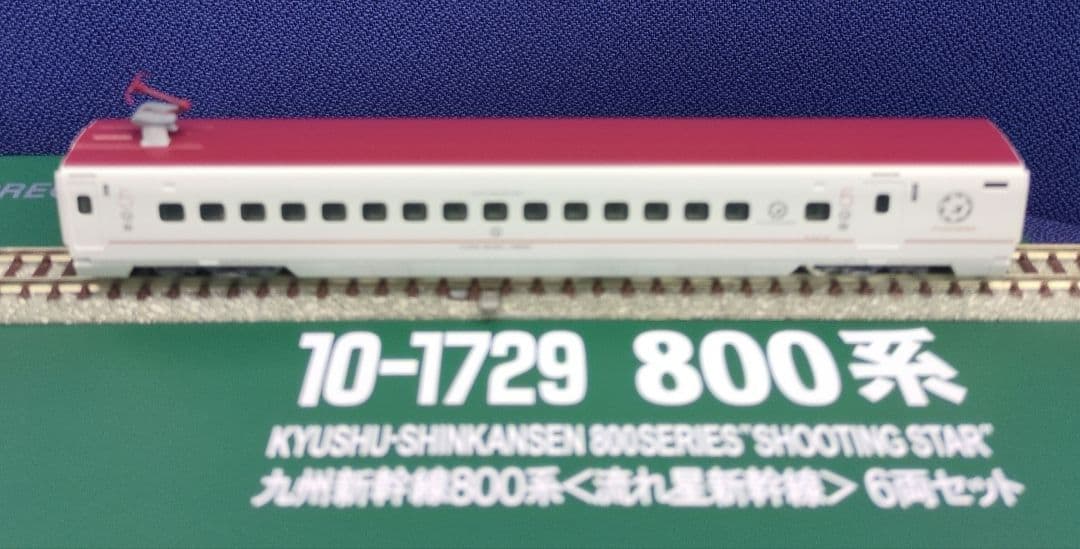 10-1729 800系
KYUSHU-SHINKANSEN 800SERIES "SHOOTING STAR"
九州新幹線800系<流れ星新幹線> 6両セット